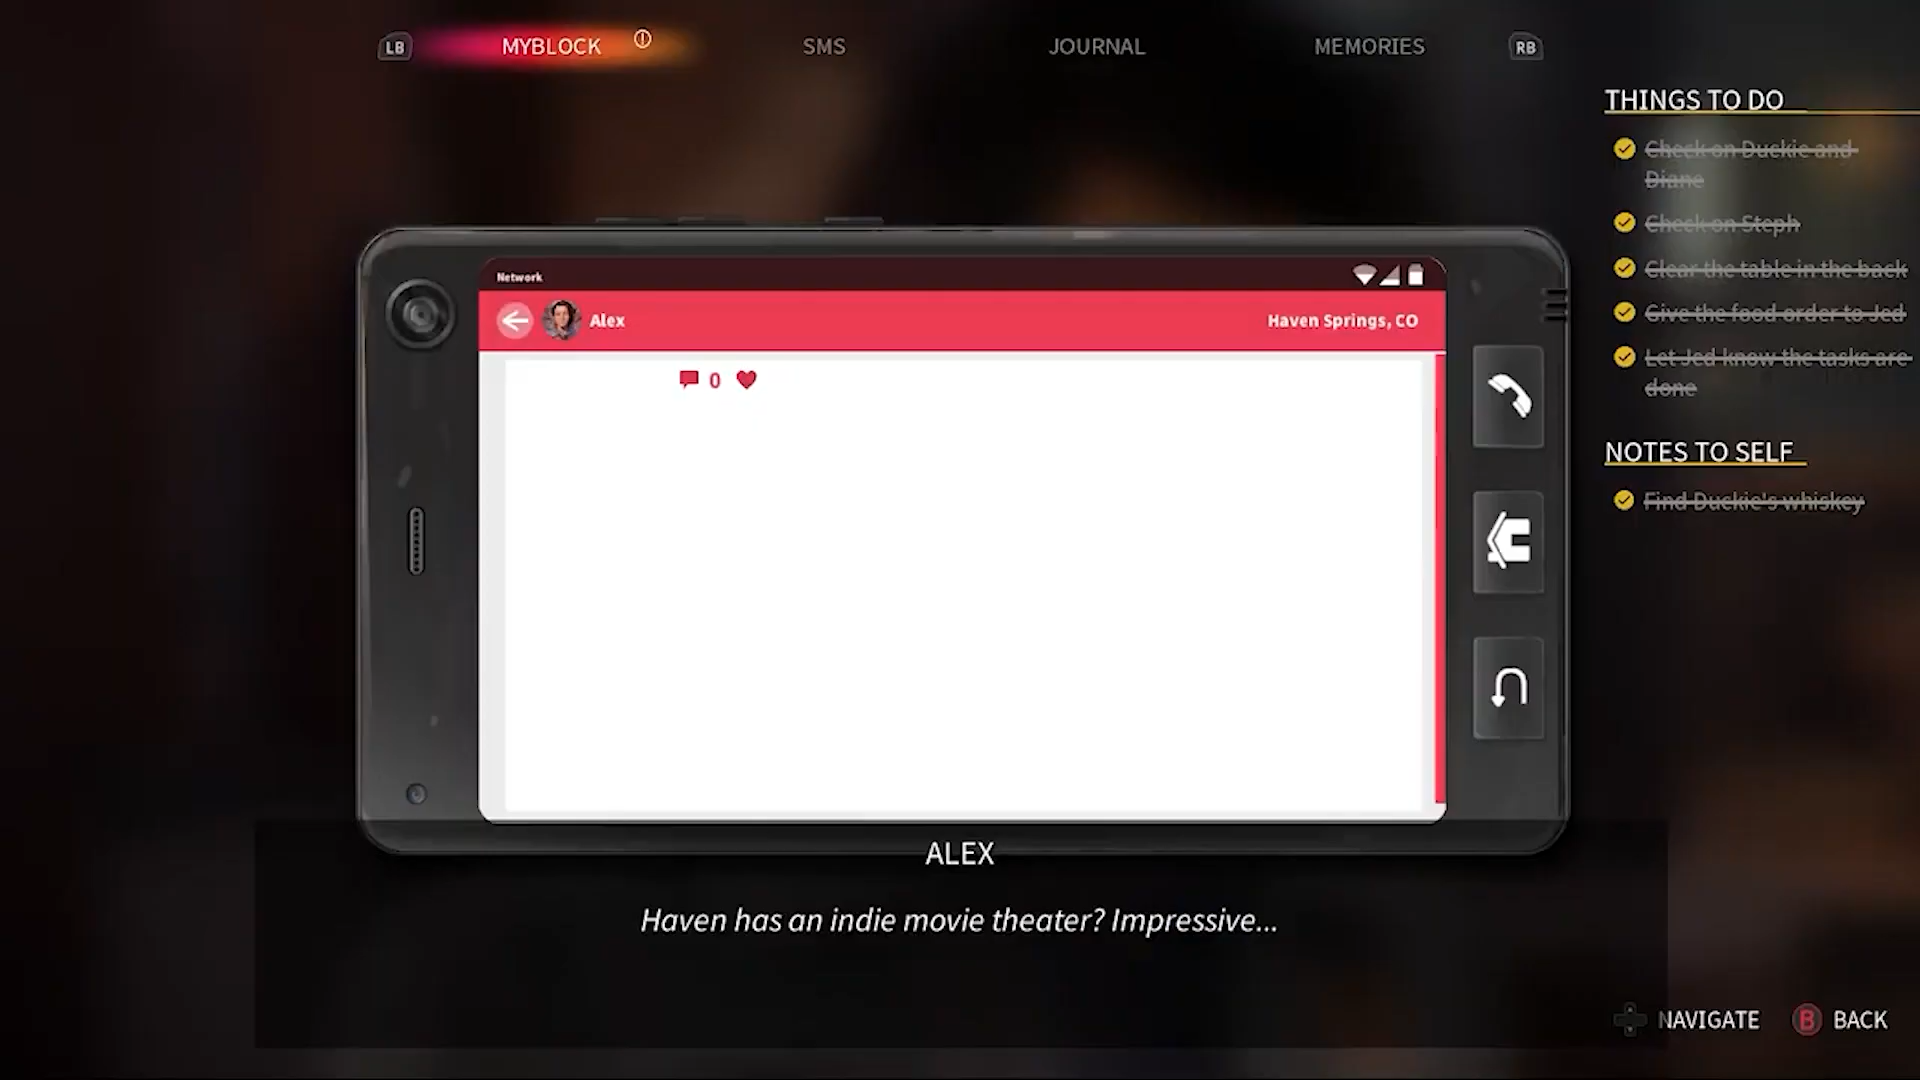 LB
MYBLOCK
SMS
JOURNAL
MEMORIES
RB
THINGS TO DO
Check on Duckie and
Diane
Check on Steph
Clear the table in the back
Give the food order to Jed
Let Jed know the tasks are
done
NOTES TO SELF
Find Duckie's whiskey
Network
Alex
Haven Springs, CO
0
ALEX
Haven has an indie movie theater? Impressive...
NAVIGATE
B BACK